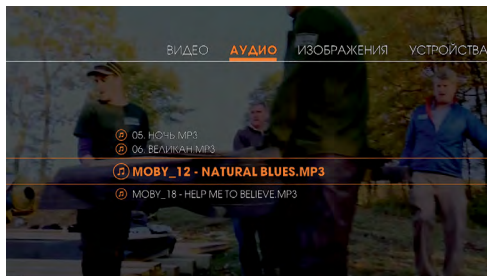 ВИДЕО АУДИО ИЗОБРАЖЕНИЯ УСТРОЙСТВА
05. НОЧЬ.MP3
06. ВЕЛИКАН.MP3
MOBY_12 - NATURAL BLUES.MP3
MOBY_18 - HELP ME TO BELIEVE.MP3